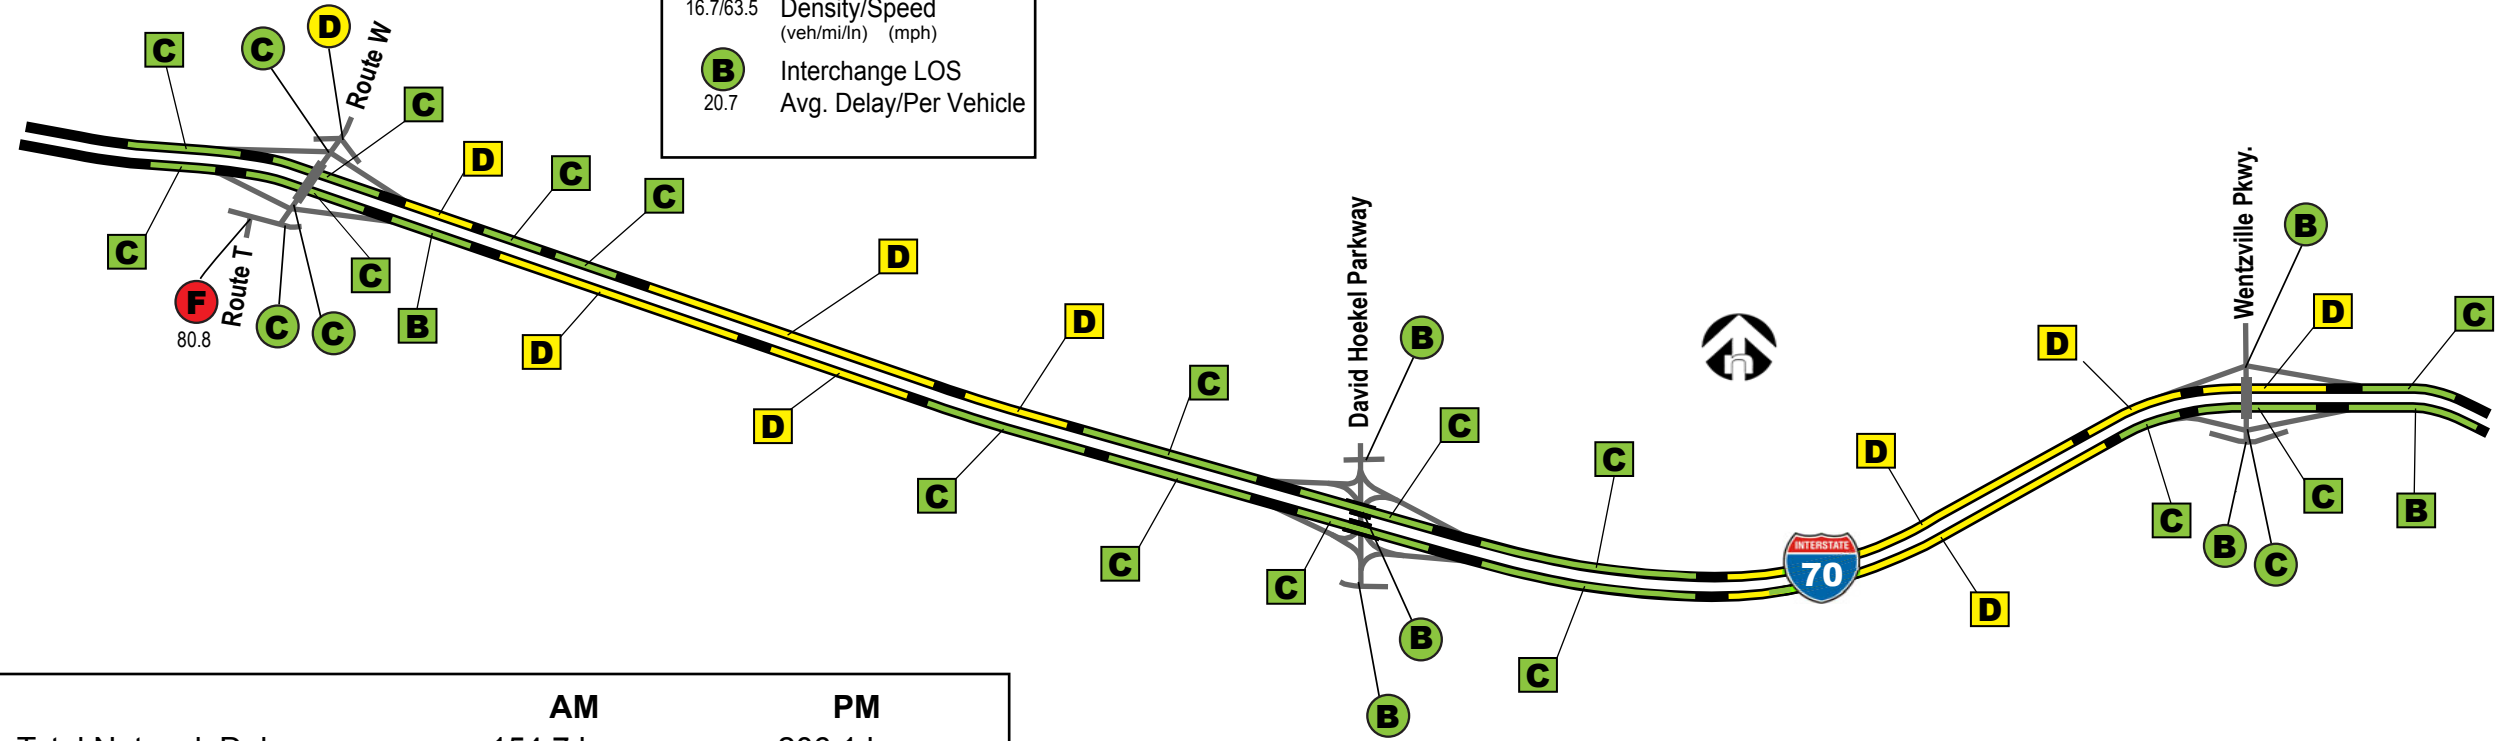 16.7/63.5 Density/Speed
(veh/mi/ln) (mph)
B Interchange LOS
20.7 Avg. Delay/Per Vehicle
C
C
D
Route W
C
D
C
C
C
F
80.8
Route T
C
C
C
B
D
D
D
D
C
C
C
David Hoekel Parkway
B
C
C
C
B
B
C
D
INTERSTATE
70
D
n
D
Wentzville Pkwy.
B
D
C
C
B
C
C
B
AM PM